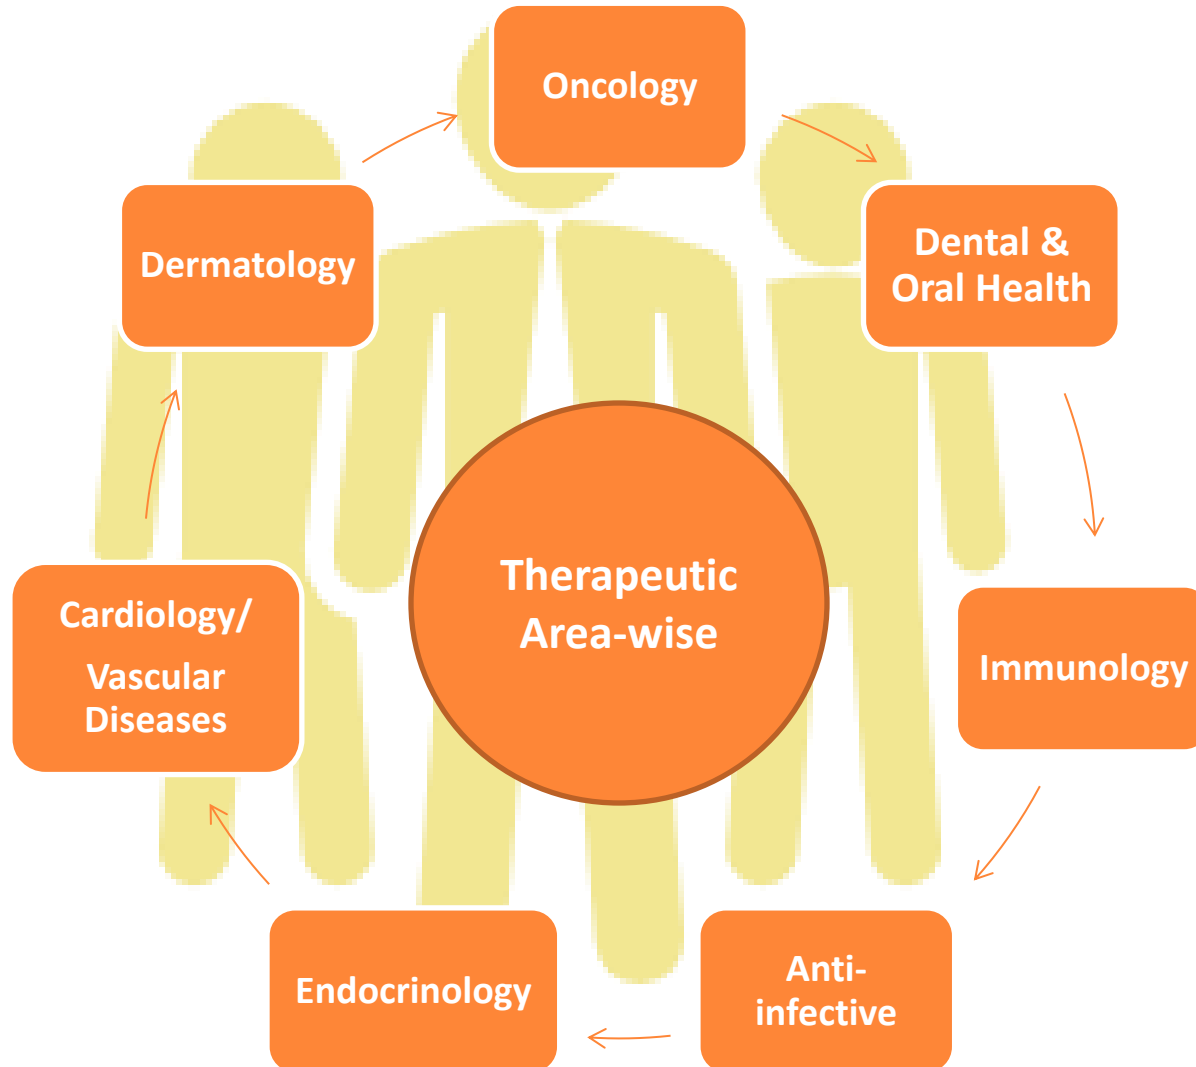 Oncology
Dental &
Oral Health
Immunology
Anti-
infective
Endocrinology
Cardiology/
Vascular
Diseases
Dermatology
Therapeutic
Area-wise